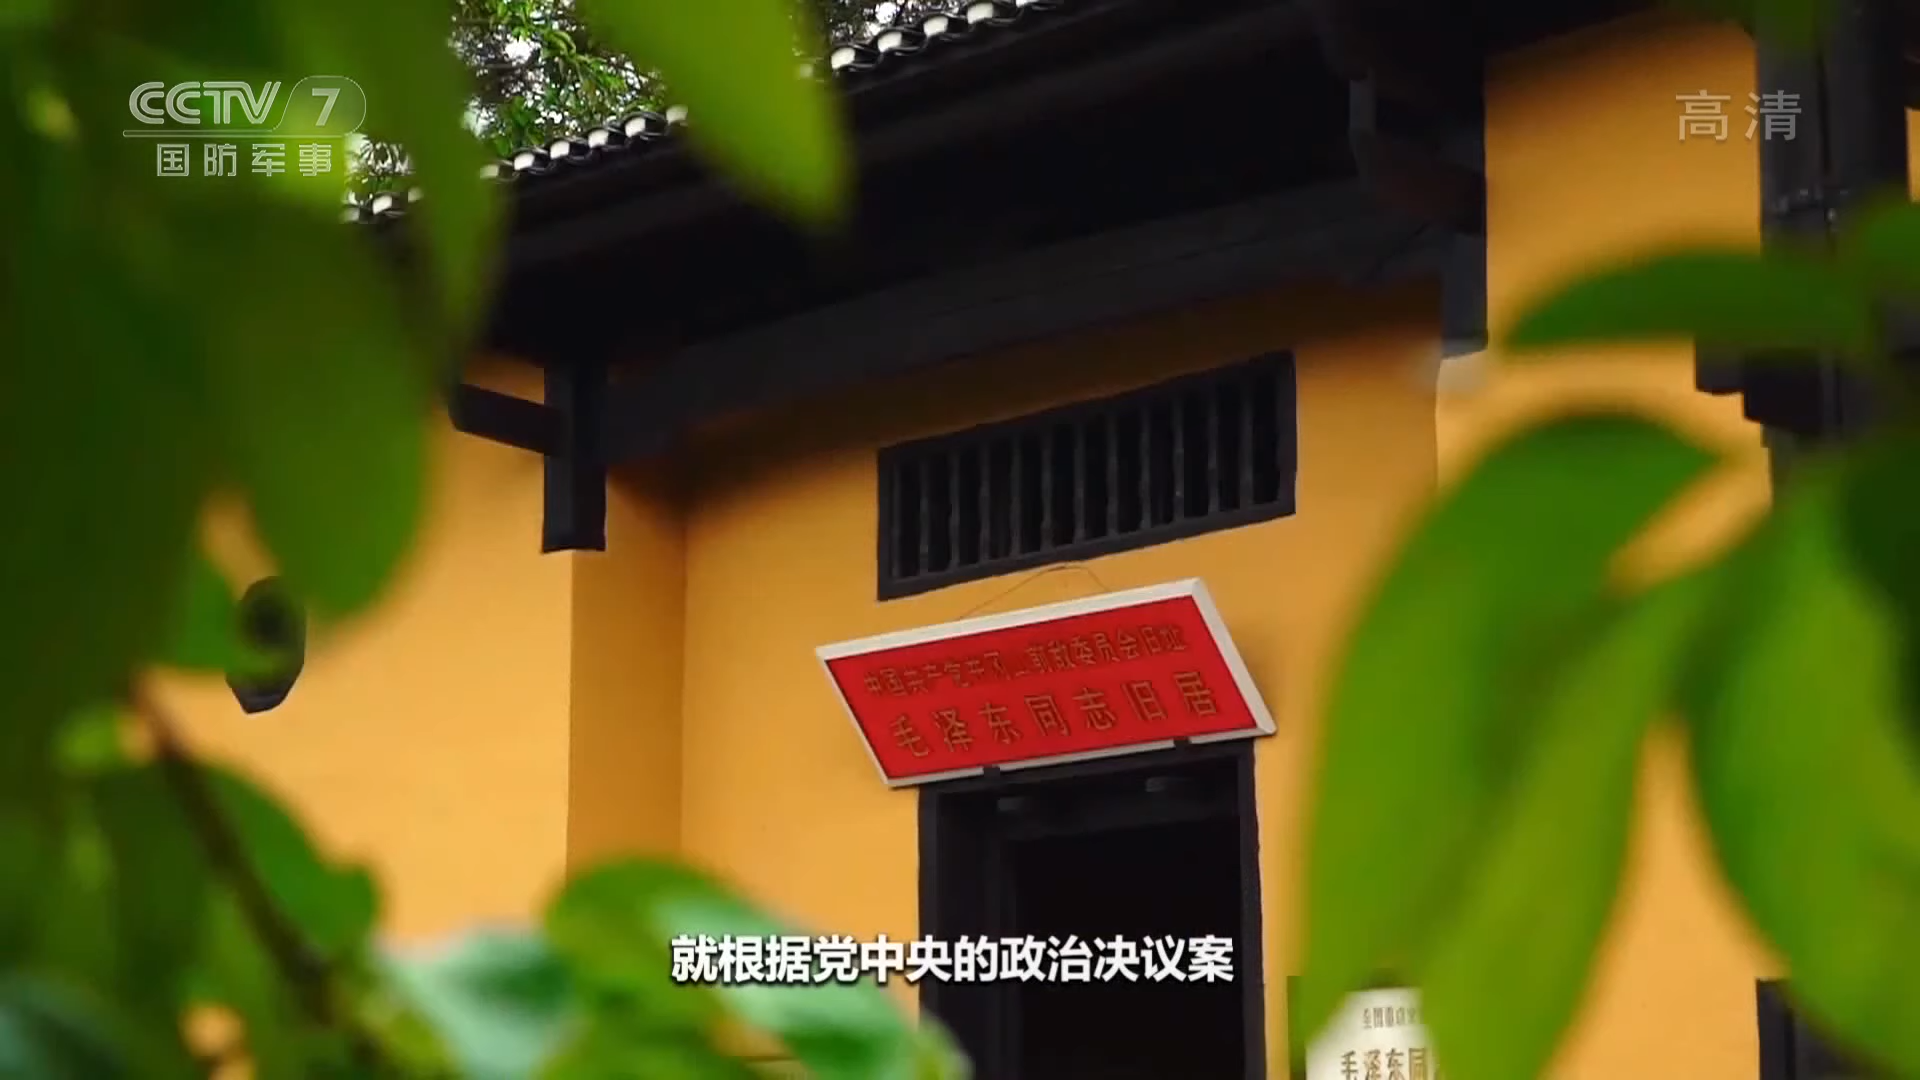 CCTV 7
国防军事
高清
中国共产党井冈山前敌委员会旧址
毛泽东同志旧居
就根据党中央的政治决议案
毛泽东同